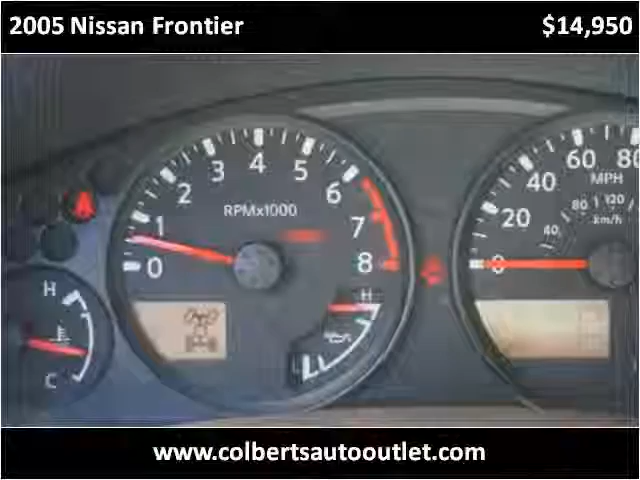 2005 Nissan Frontier $14,950
0 1 2 3 4 5 6 7 8
RPMx1000
0 20 40 60 80
MPH
40 80 120
km/h
H
C
H
L
www.colbertsautooutlet.com